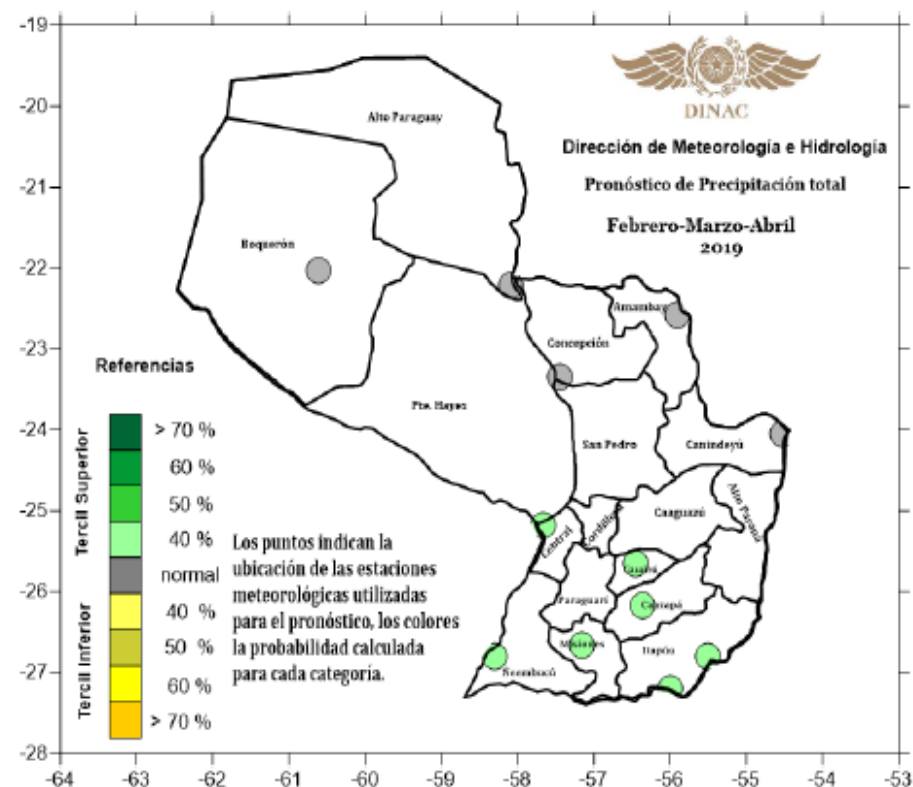 -19
-20
-21
-22
-23
-24
-25
-26
-27
-28
-64
-63
-62
-61
-60
-59
-58
-57
-56
-55
-54
-53
DINAC
Dirección de Meteorología e Hidrología
Pronóstico de Precipitación total
Febrero-Marzo-Abril
2019
Alto Paraguay
Boquerón
Amambay
Concepción
Pte. Hayes
San Pedro
Canindeyú
Alto Paraná
Caaguazú
Cordillera
Central
Guairá
Paraguarí
Caazapá
Misiones
Itapúa
Ñeembucú
Referencias
Tercil Superior
> 70 %
60 %
50 %
40 %
normal
Tercil Inferior
40 %
50 %
60 %
> 70 %
Los puntos indican la
ubicación de las estaciones
meteorológicas utilizadas
para el pronóstico, los colores
la probabilidad calculada
para cada categoría.